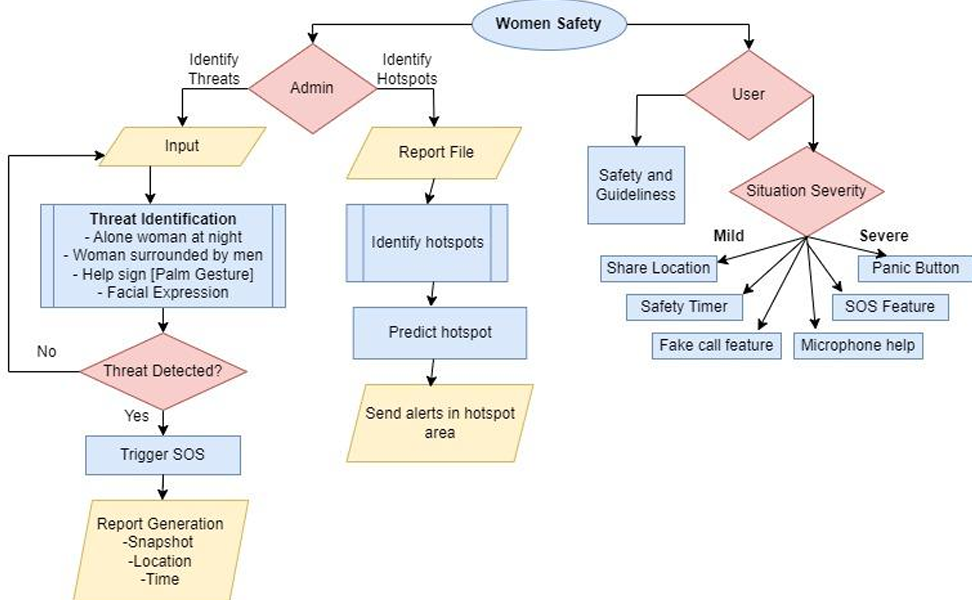 Women Safety
Identify
Threats
Admin
Identify
Hotspots
User
Input
Report File
Safety and
Guideliness
Situation Severity
Threat Identification
- Alone woman at night
- Woman surrounded by men
- Help sign [Palm Gesture]
- Facial Expression
Identify hotspots
Mild
Severe
Share Location
Panic Button
Safety Timer
SOS Feature
Fake call feature
Microphone help
Predict hotspot
No
Threat Detected?
Yes
Send alerts in hotspot
area
Trigger SOS
Report Generation
-Snapshot
-Location
-Time